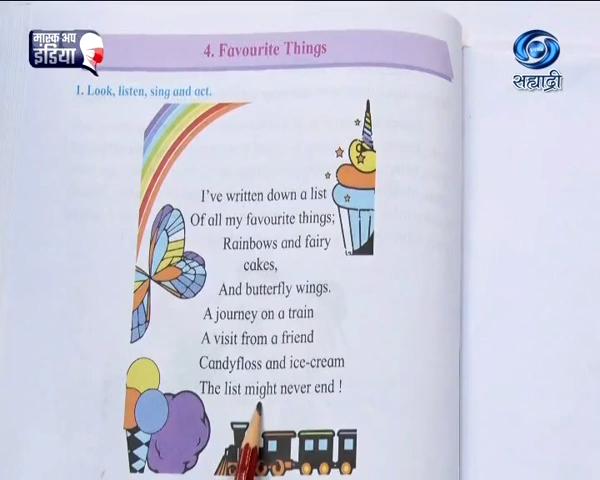 मास्क अप
इंडिया
सह्याद्री
4. Favourite Things
1. Look, listen, sing and act.
I've written down a list
Of all my favourite things;
Rainbows and fairy
cakes,
And butterfly wings.
A journey on a train
A visit from a friend
Candyfloss and ice-cream
The list might never end !